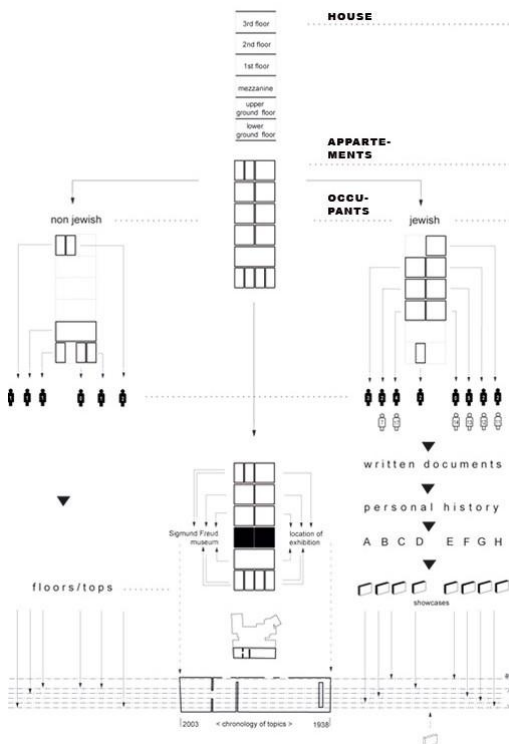 HOUSE
3rd floor
2nd floor
1st floor
mezzanine
upper
ground floor
lower
ground floor
APPARTE-
MENTS
OCCU-
PANTS
non jewish
jewish
written documents
personal history
A B C D E F G H
Sigmund Freud
museum
location of
exhibition
floors/tops
showcases
2003 < chronology of topics > 1938